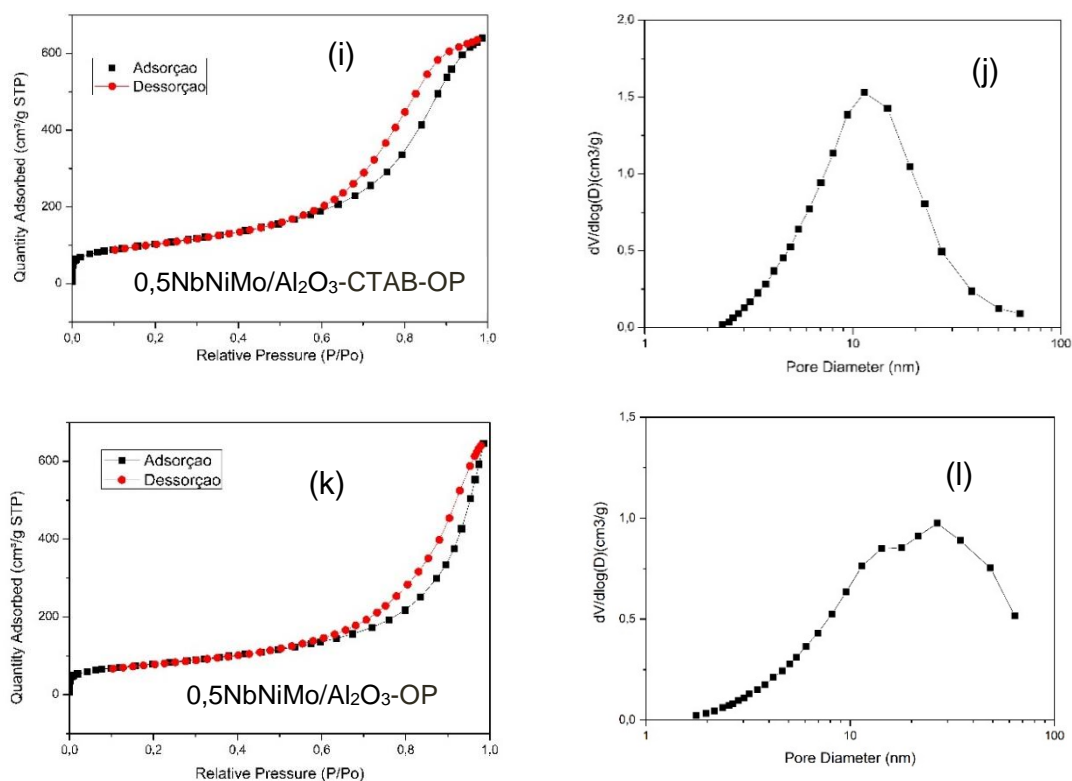 (i)
Adsorçao
Dessorçao
600
400
200
0
Quantity Adsorbed (cm³/g STP)
0,5NbNiMo/Al₂O₃-CTAB-OP
0,0 0,2 0,4 0,6 0,8 1,0
Relative Pressure (P/Po)
(j)
2,0
1,5
1,0
0,5
0,0
dV/dlog(D)(cm3/g)
1 10 100
Pore Diameter (nm)
(k)
Adsorçao
Dessorçao
600
400
200
0
Quantity Adsorbed (cm³/g STP)
0,5NbNiMo/Al₂O₃-OP
0,0 0,2 0,4 0,6 0,8 1,0
Relative Pressure (P/Po)
(l)
1,5
1,0
0,5
0,0
dV/dlog(D)(cm3/g)
1 10 100
Pore Diameter (nm)